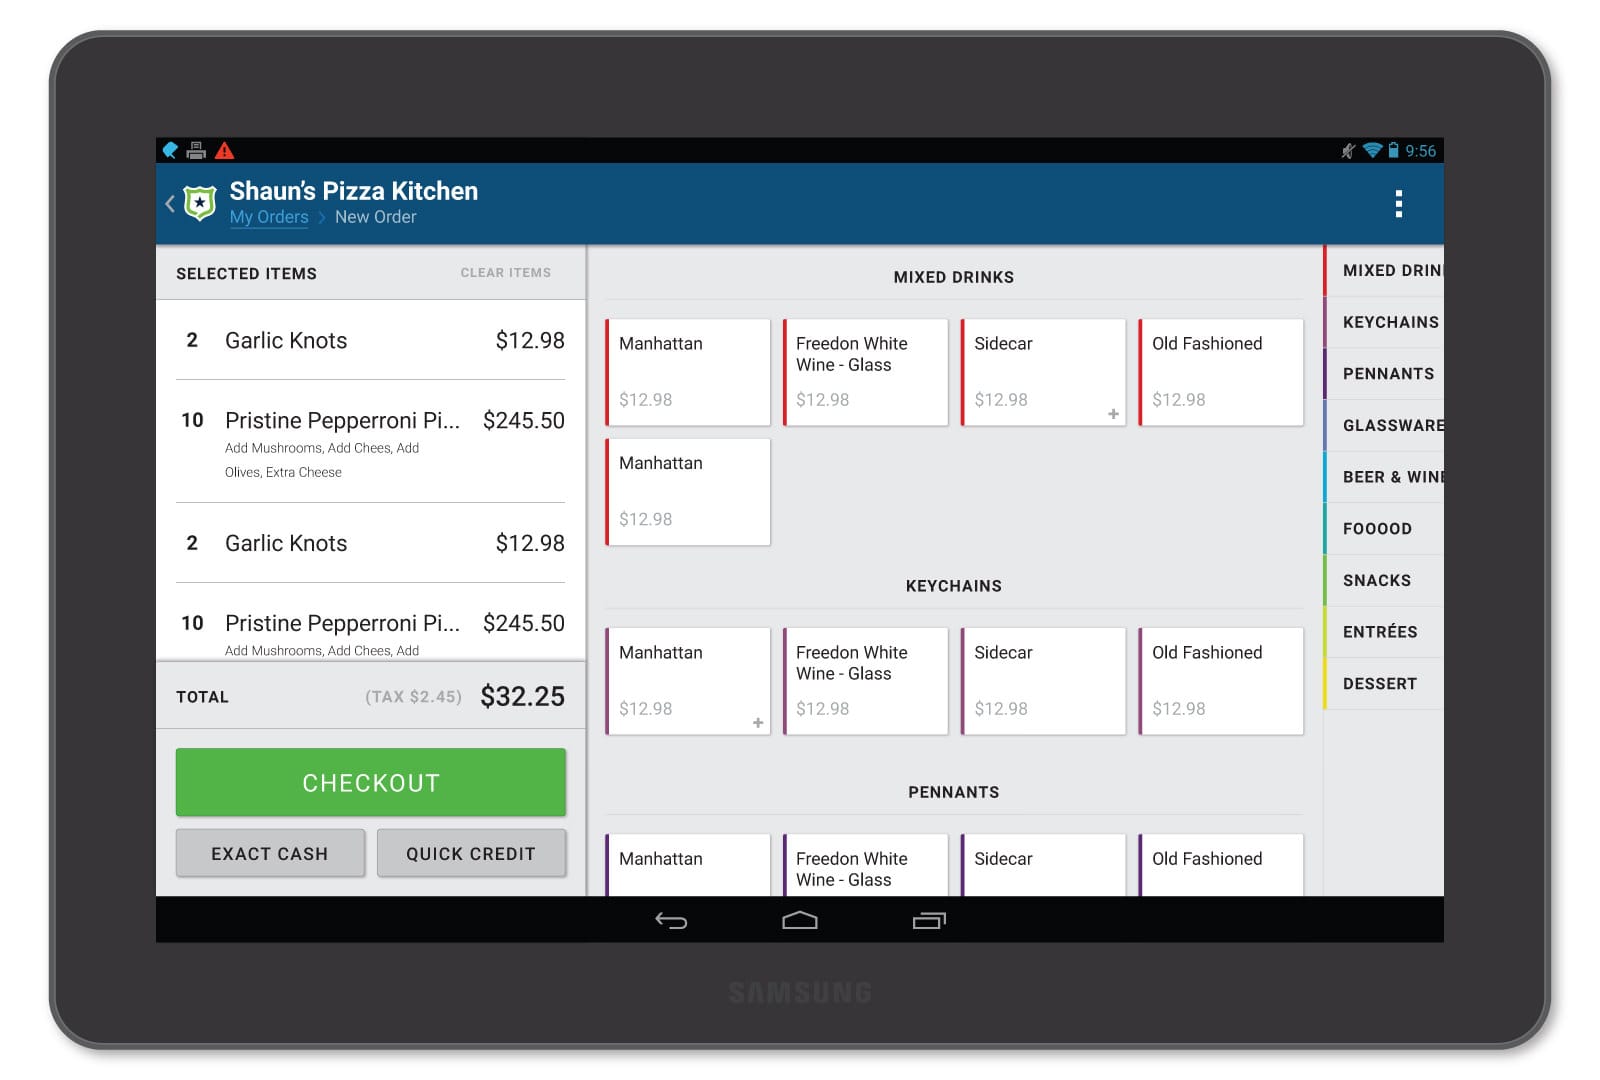 9:56
Shaun's Pizza Kitchen
My Orders > New Order
SELECTED ITEMS CLEAR ITEMS
2 Garlic Knots $12.98
10 Pristine Pepperroni Pi... $245.50
Add Mushrooms, Add Chees, Add
Olives, Extra Cheese
2 Garlic Knots $12.98
10 Pristine Pepperroni Pi... $245.50
Add Mushrooms, Add Chees, Add
TOTAL (TAX $2.45) $32.25
CHECKOUT
EXACT CASH QUICK CREDIT
MIXED DRINKS
Manhattan
$12.98
Freedon White
Wine - Glass
$12.98
Sidecar
$12.98 +
Old Fashioned
$12.98
Manhattan
$12.98
KEYCHAINS
Manhattan
$12.98 +
Freedon White
Wine - Glass
$12.98
Sidecar
$12.98
Old Fashioned
$12.98
PENNANTS
Manhattan
Freedon White
Wine - Glass
Sidecar
Old Fashioned
MIXED DRIN
KEYCHAINS
PENNANTS
GLASSWARE
BEER & WINE
FOOOOD
SNACKS
ENTRÉES
DESSERT
SAMSUNG